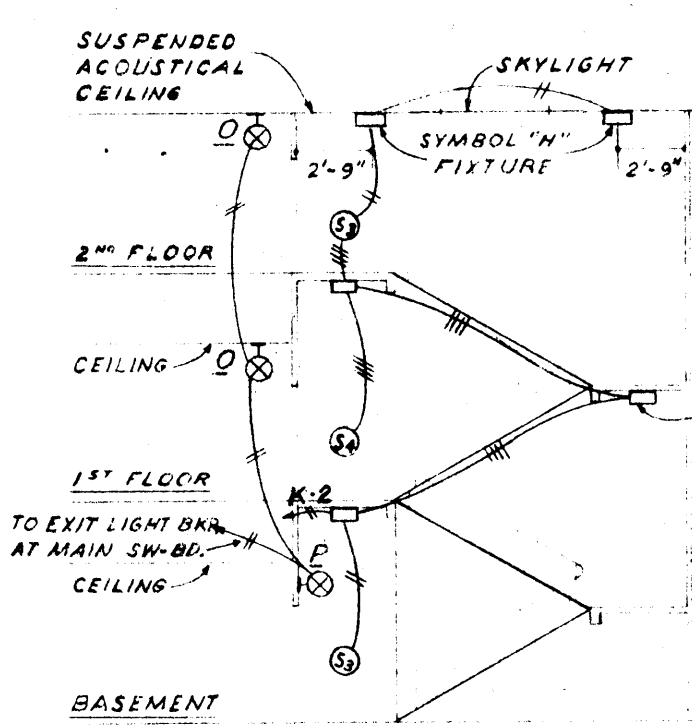 SUSPENDED
ACOUSTICAL
CEILING
SKYLIGHT
O
SYMBOL "H"
FIXTURE
2'-9"
2'-9"
S3
2ND FLOOR
CEILING
O
S4
1ST FLOOR
K-2
TO EXIT LIGHT BKR.
AT MAIN SW-BD.
P
CEILING
S3
BASEMENT